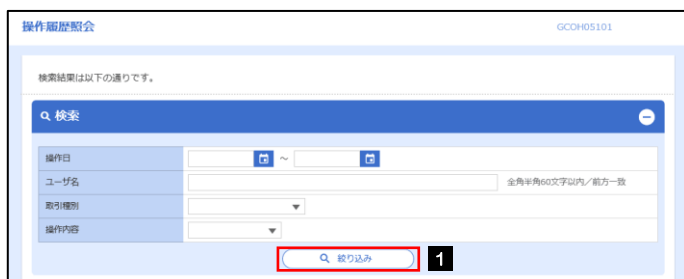 操作履歴照会 GCOH05101
検索結果は以下の通りです。
検索
操作日 ～
ユーザ名 全角半角60文字以内／前方一致
取引種別
操作内容
絞り込み 1